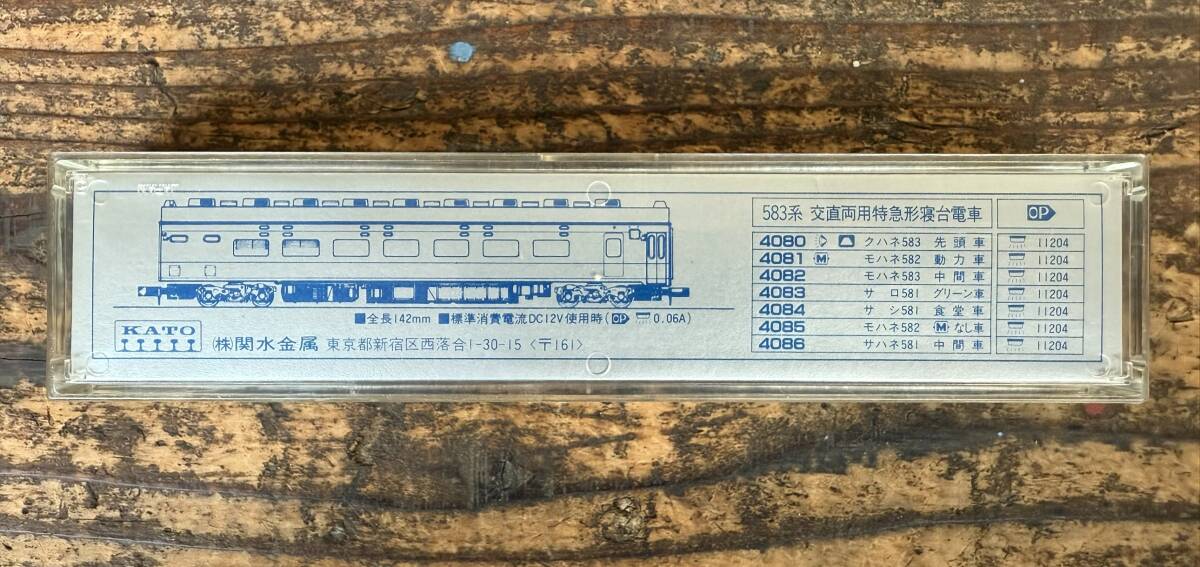 583系 交直両用特急形寝台電車 OP
4080 クハネ583 先頭車 11204
4081 M モハネ582 動力車 11204
4082 モハネ583 中間車 11204
4083 サロ581 グリーン車 11204
4084 サシ581 食堂車 11204
4085 モハネ582 Mなし車 11204
4086 サハネ581 中間車 11204
■全長142mm ■標準消費電流DC12V使用時(OP 0.06A)
KATO
(株)関水金属 東京都新宿区西落合1-30-15〈〒161〉